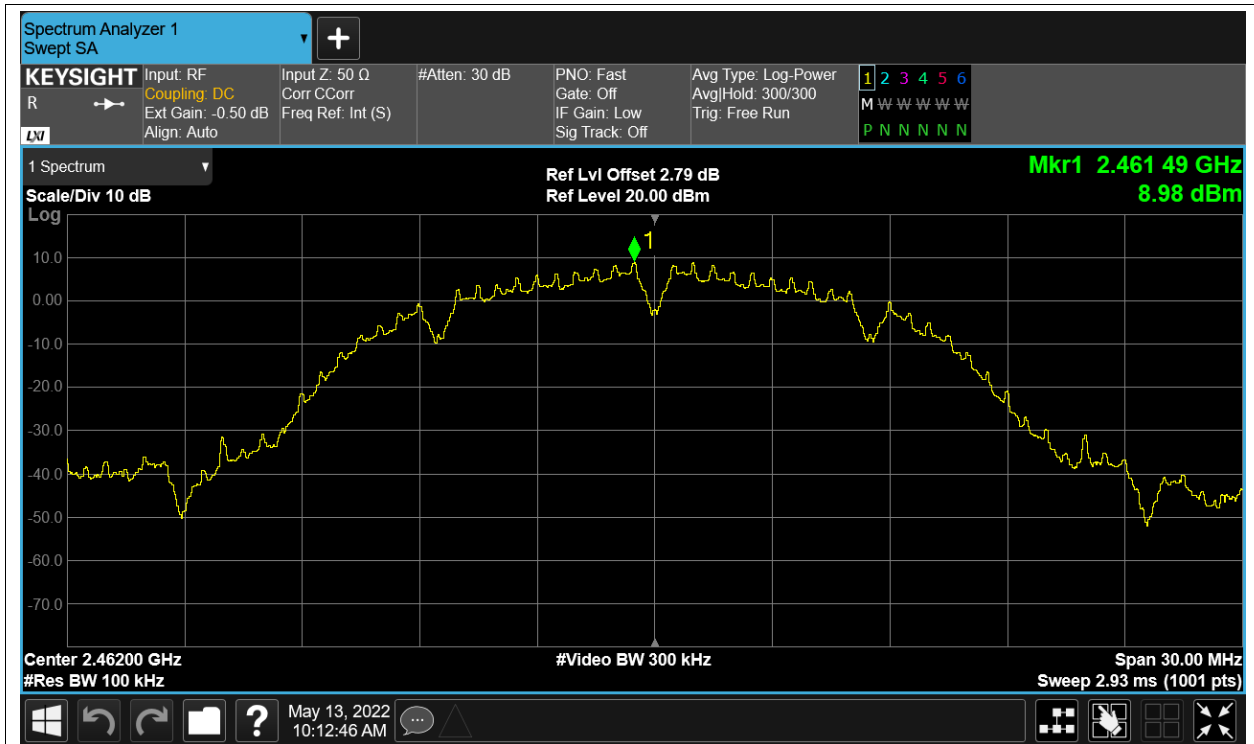 Spectrum Analyzer 1
Swept SA
KEYSIGHT
R
LXI
Input: RF
Coupling: DC
Ext Gain: -0.50 dB
Align: Auto
Input Z: 50 Ω
Corr CCorr
Freq Ref: Int (S)
#Atten: 30 dB
PNO: Fast
Gate: Off
IF Gain: Low
Sig Track: Off
Avg Type: Log-Power
Avg|Hold: 300/300
Trig: Free Run
1 2 3 4 5 6
M W W W W W
P N N N N N
1 Spectrum
Scale/Div 10 dB
Ref Lvl Offset 2.79 dB
Ref Level 20.00 dBm
Mkr1 2.461 49 GHz
8.98 dBm
Log
1
10.0
0.00
-10.0
-20.0
-30.0
-40.0
-50.0
-60.0
-70.0
Center 2.46200 GHz
#Res BW 100 kHz
#Video BW 300 kHz
Span 30.00 MHz
Sweep 2.93 ms (1001 pts)
?
May 13, 2022
10:12:46 AM